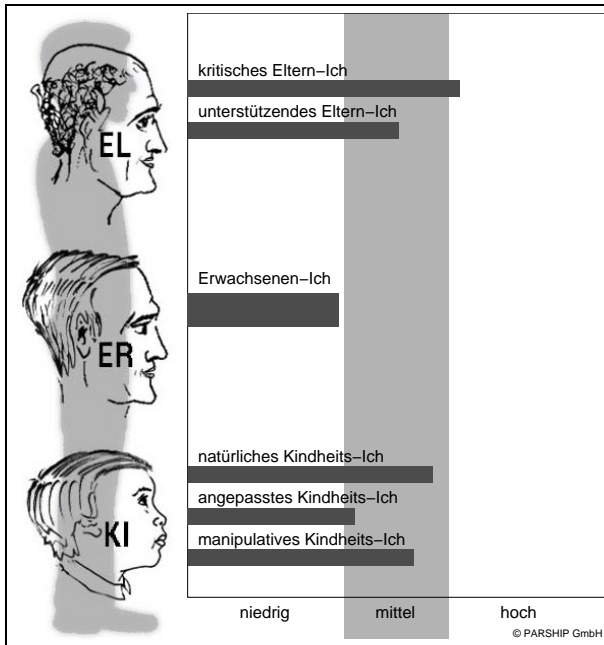 kritisches Eltern–Ich
unterstützendes Eltern–Ich
EL
Erwachsenen–Ich
ER
natürliches Kindheits–Ich
angepasstes Kindheits–Ich
manipulatives Kindheits–Ich
KI
niedrig mittel hoch
© PARSHIP GmbH